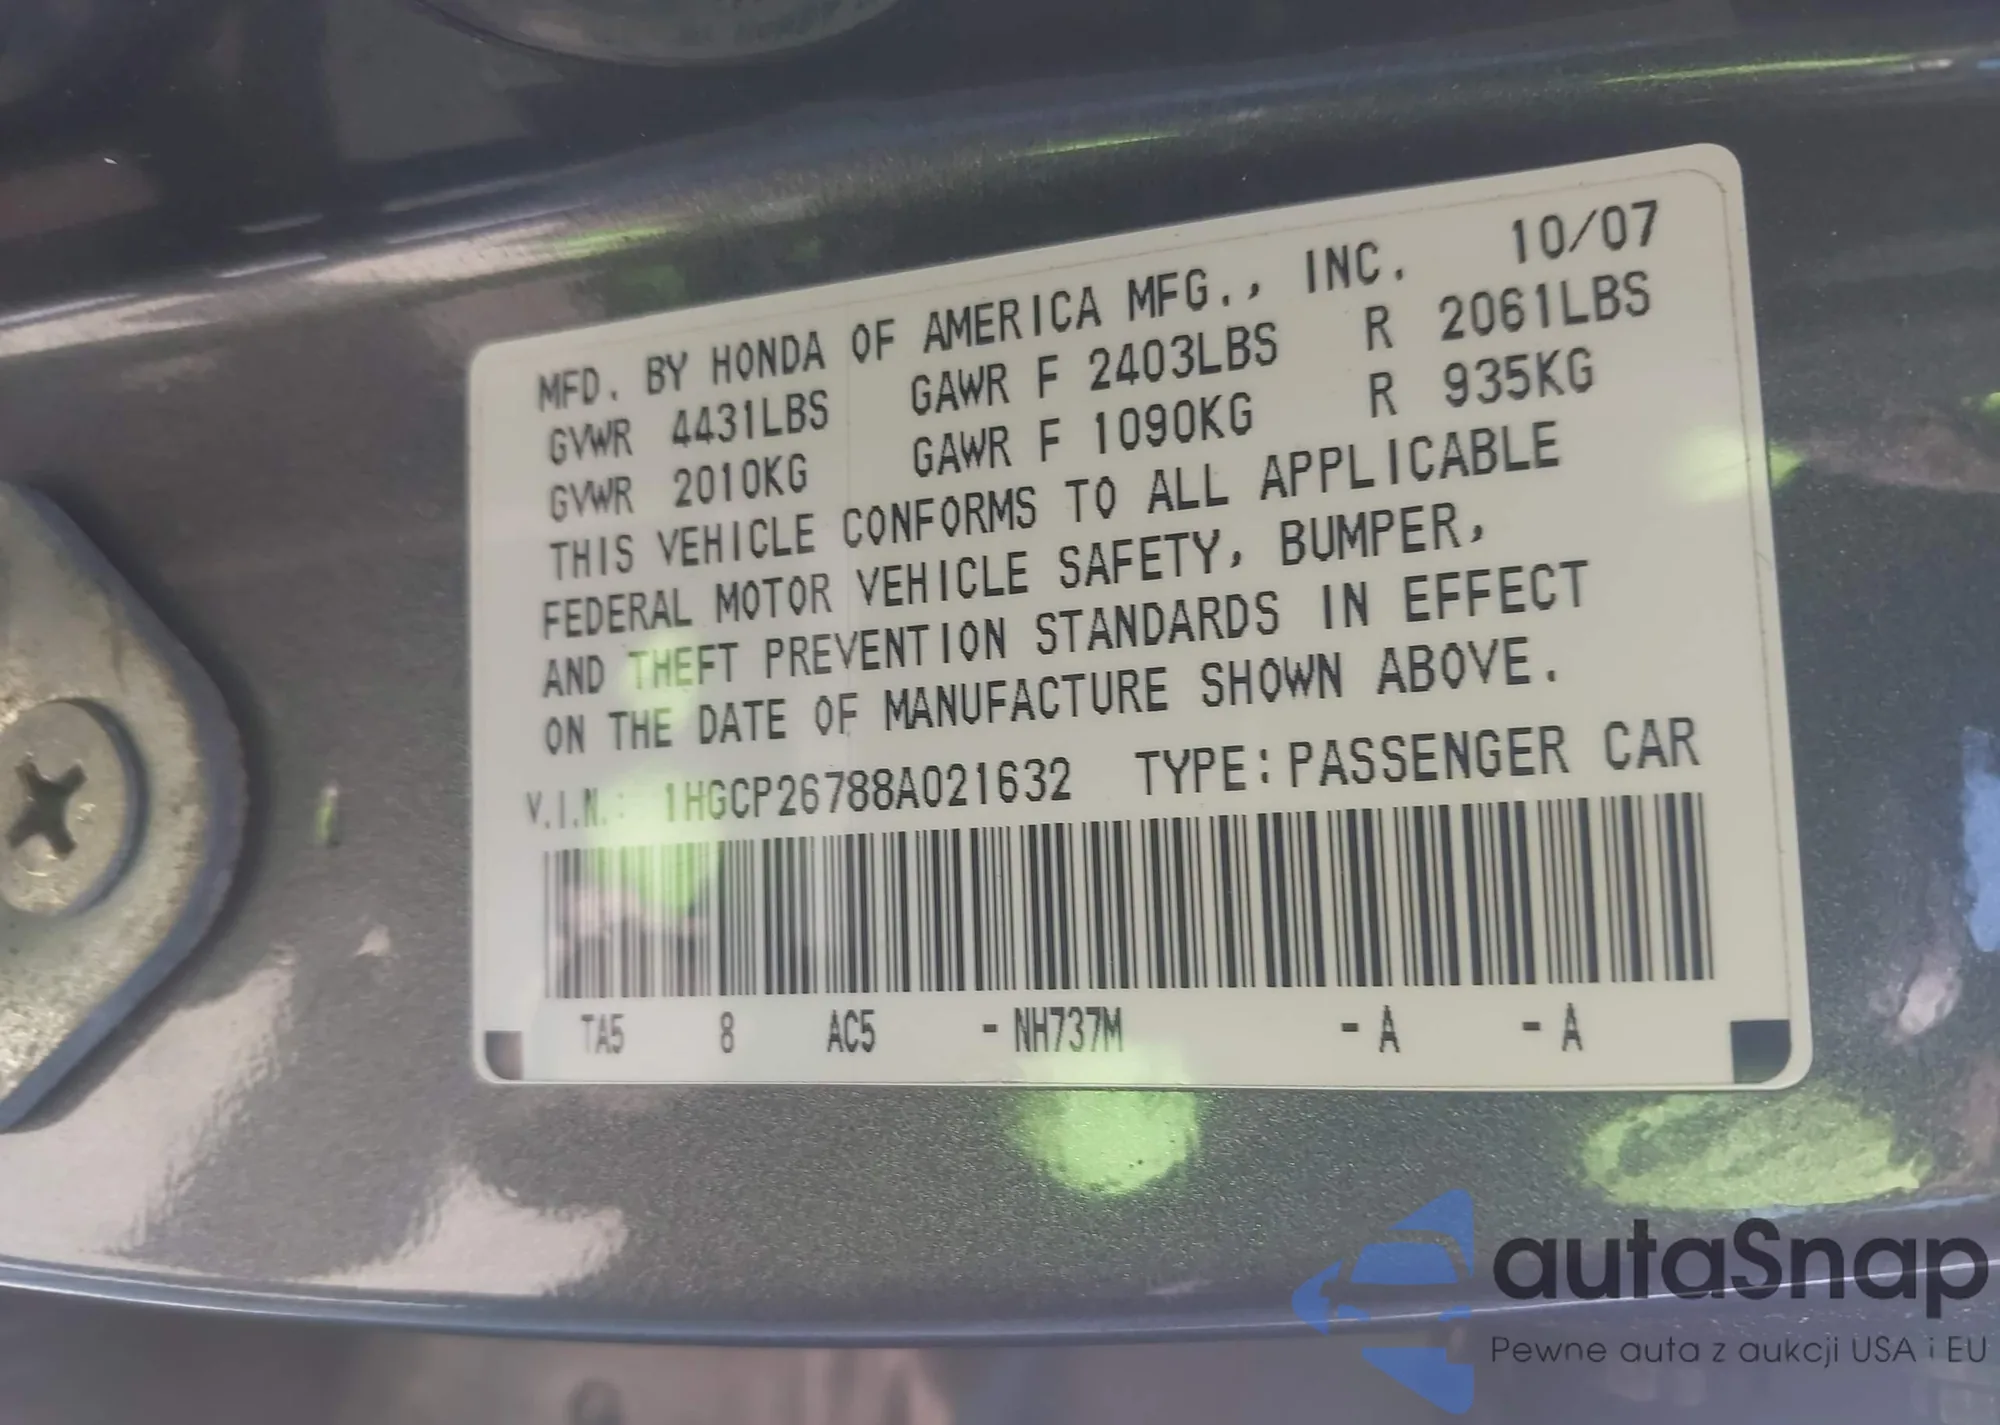 MFD. BY HONDA OF AMERICA MFG., INC. 10/07
GVWR 4431LBS GAWR F 2403LBS R 2061LBS
GVWR 2010KG GAWR F 1090KG R 935KG
THIS VEHICLE CONFORMS TO ALL APPLICABLE
FEDERAL MOTOR VEHICLE SAFETY, BUMPER,
AND THEFT PREVENTION STANDARDS IN EFFECT
ON THE DATE OF MANUFACTURE SHOWN ABOVE.
V.I.N.: 1HGCP26788A021632 TYPE:PASSENGER CAR
TA5 8 AC5 -NH737M -A -A
autaSnap
Pewne auta z aukcji USA i EU